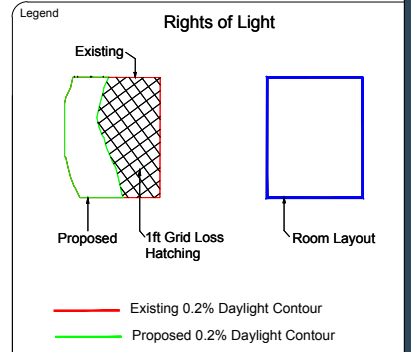 Legend
Rights of Light
Existing
Proposed
1ft Grid Loss
Hatching
Room Layout
Existing 0.2% Daylight Contour
Proposed 0.2% Daylight Contour